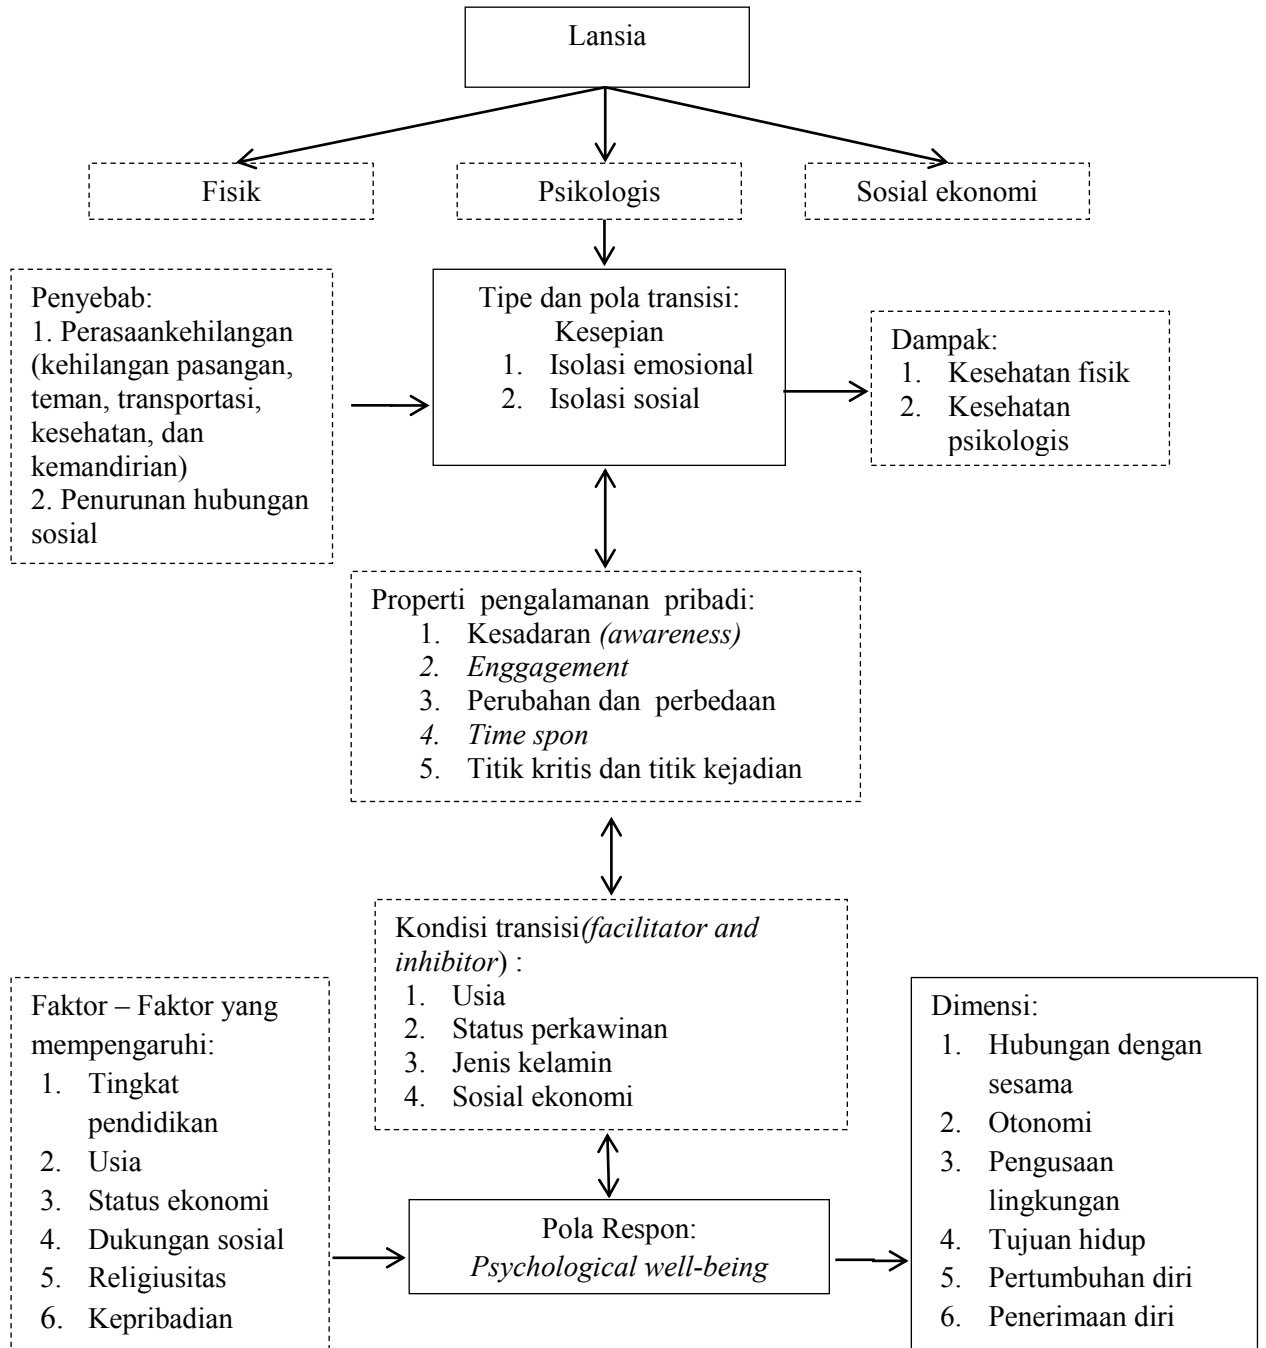 Lansia
Fisik
Psikologis
Sosial ekonomi
Penyebab:
1. Perasaankehilangan
(kehilangan pasangan,
teman, transportasi,
kesehatan, dan
kemandirian)
2. Penurunan hubungan
sosial
Tipe dan pola transisi:
Kesepian
1. Isolasi emosional
2. Isolasi sosial
Dampak:
1. Kesehatan fisik
2. Kesehatan
psikologis
Properti pengalamanan pribadi:
1. Kesadaran (awareness)
2. Enggagement
3. Perubahan dan perbedaan
4. Time spon
5. Titik kritis dan titik kejadian
Kondisi transisi(facilitator and
inhibitor) :
1. Usia
2. Status perkawinan
3. Jenis kelamin
4. Sosial ekonomi
Faktor – Faktor yang
mempengaruhi:
1. Tingkat
pendidikan
2. Usia
3. Status ekonomi
4. Dukungan sosial
5. Religiusitas
6. Kepribadian
Pola Respon:
Psychological well-being
Dimensi:
1. Hubungan dengan
sesama
2. Otonomi
3. Pengusaan
lingkungan
4. Tujuan hidup
5. Pertumbuhan diri
6. Penerimaan diri